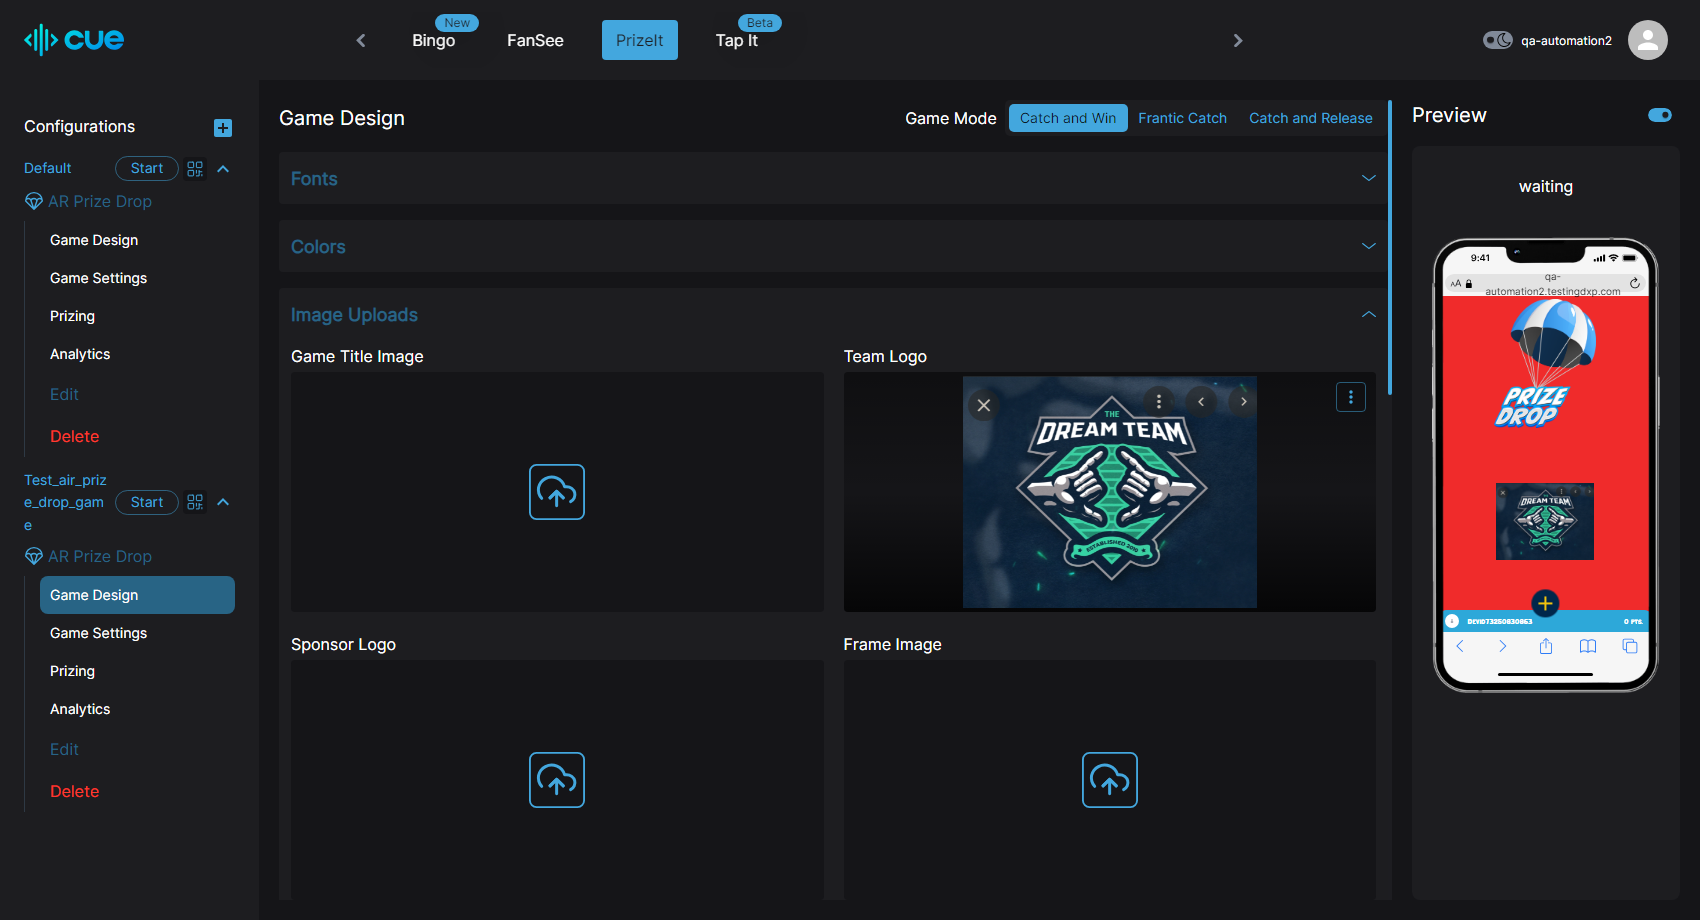 cue
New
Bingo
FanSee
PrizeIt
Beta
Tap It
qa-automation2
Configurations
Default
Start
AR Prize Drop
Game Design
Game Settings
Prizing
Analytics
Edit
Delete
Test_air_priz
e_drop_gam
e
Start
AR Prize Drop
Game Design
Game Settings
Prizing
Analytics
Edit
Delete
Game Design
Game Mode
Catch and Win
Frantic Catch
Catch and Release
Fonts
Colors
Image Uploads
Game Title Image
Team Logo
THE
DREAM TEAM
ESTABLISHED 2019
Sponsor Logo
Frame Image
Preview
waiting
9:41
AA
qa-
automation2.testingdxp.com
PRIZE
DROP
DREAM TEAM
0 PTS.